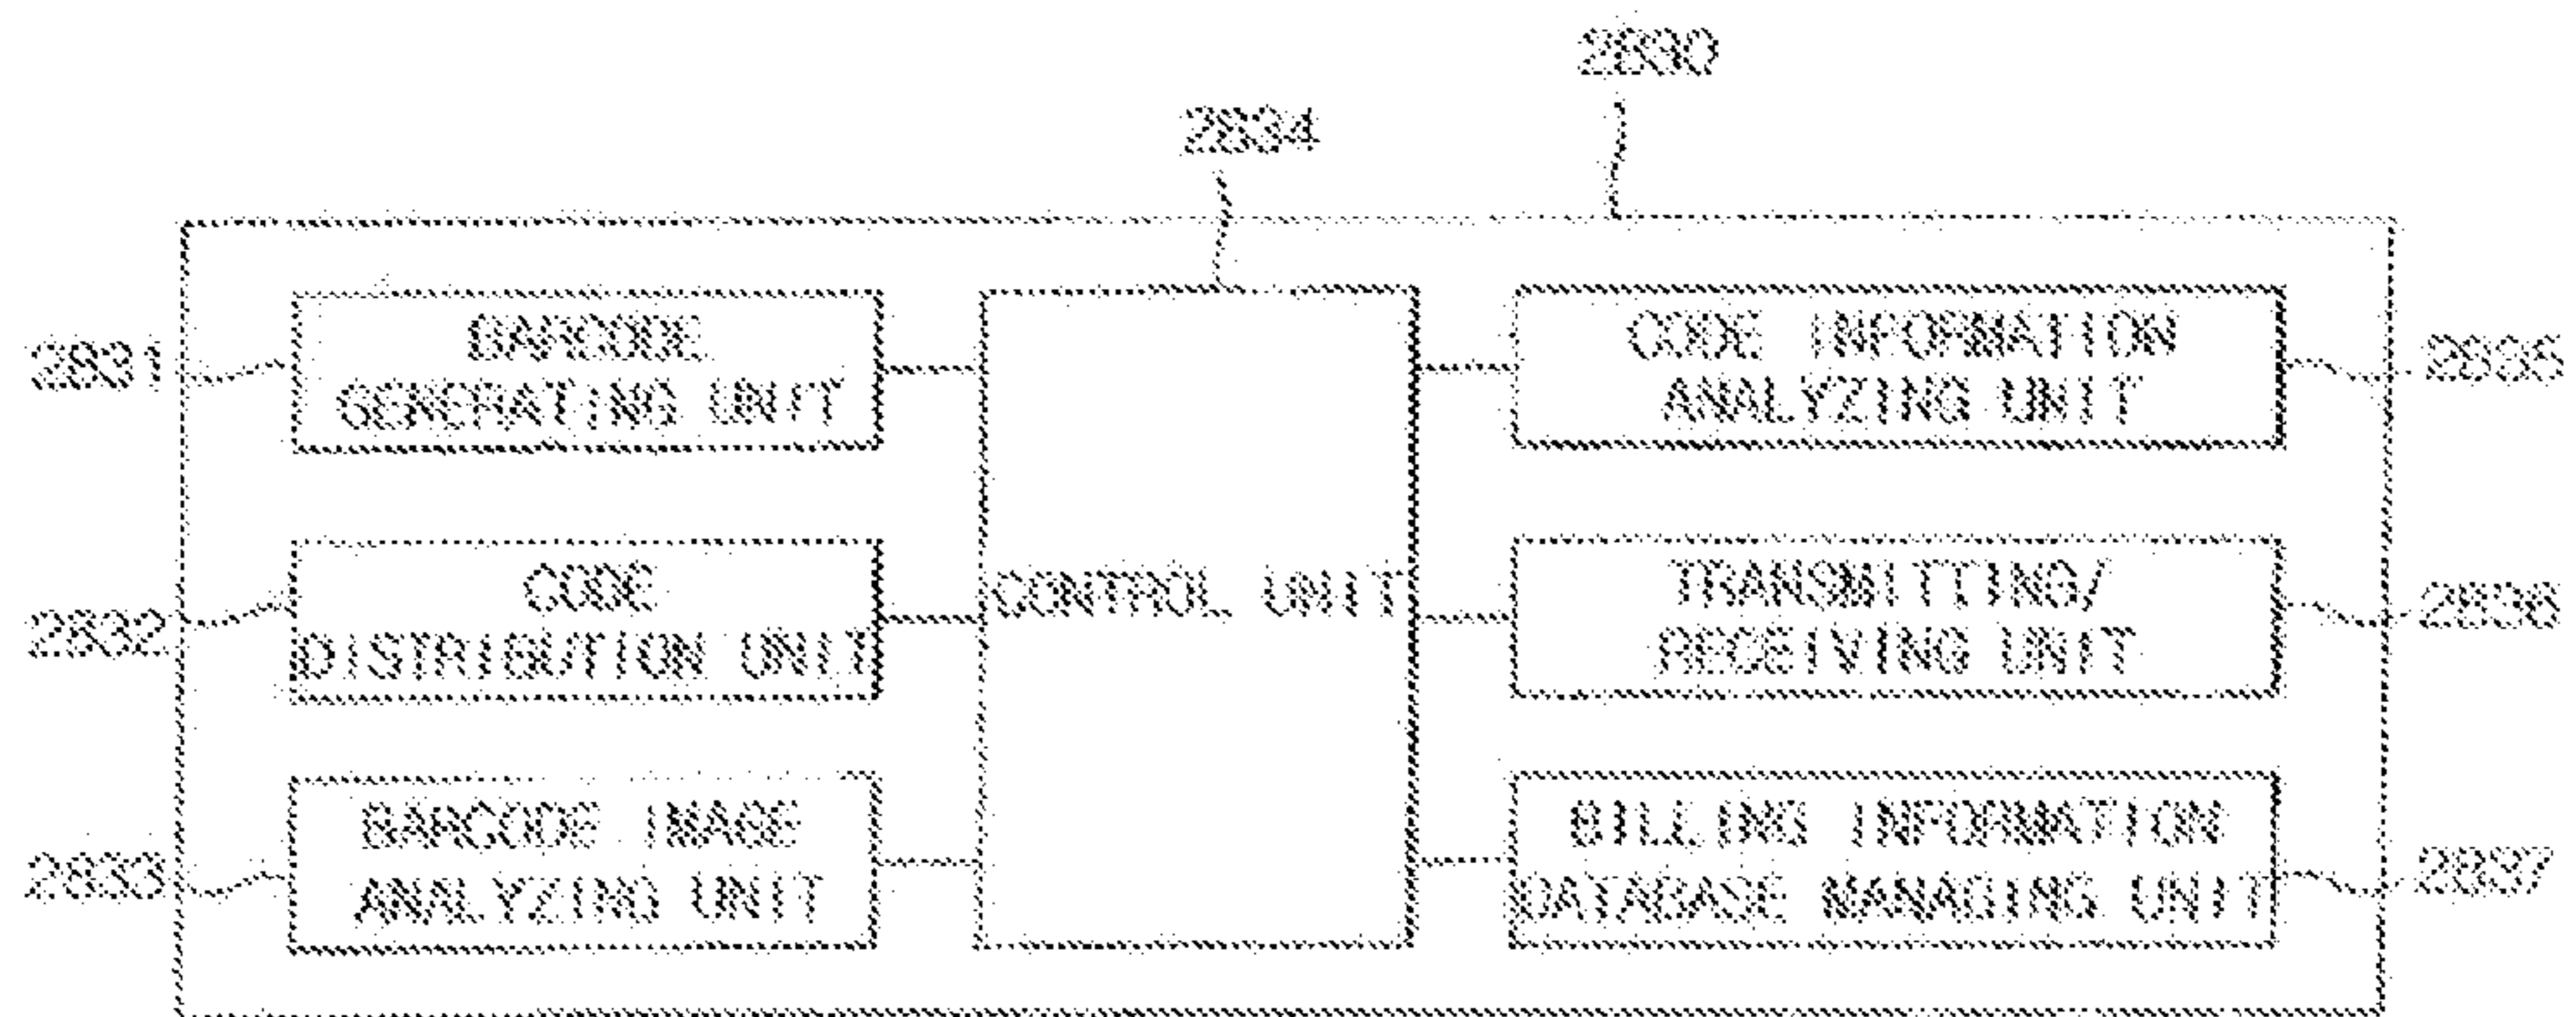 2830
2834
2831
BARCODE
GENERATING UNIT
CODE INFORMATION
ANALYZING UNIT
2835
2832
CODE
DISTRIBUTION UNIT
CONTROL UNIT
TRANSMITTING/
RECEIVING UNIT
2836
2833
BARCODE IMAGE
ANALYZING UNIT
BILLING INFORMATION
DATABASE MANAGING UNIT
2837